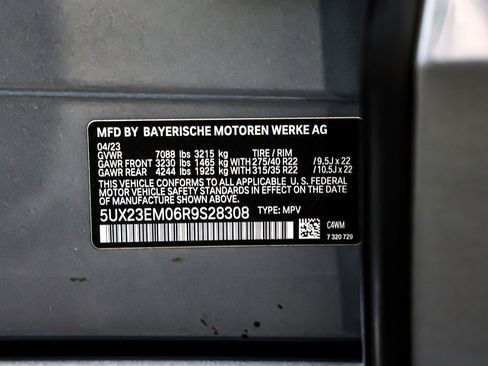 MFD BY BAYERISCHE MOTOREN WERKE AG
04/23
GVWR 7088 lbs 3215 kg TIRE / RIM
GAWR FRONT 3230 lbs 1465 kg WITH 275/40 R22 / 9.5J x 22
GAWR REAR 4244 lbs 1925 kg WITH 315/35 R22 / 10.5J x 22
THIS VEHICLE CONFORMS TO ALL APPLICABLE U. S. FEDERAL
MOTOR VEHICLE SAFETY STANDARDS IN EFFECT ON THE DATE
OF MANUFACTURE SHOWN ABOVE.
5UX23EM06R9S28308 TYPE: MPV
C4WM
7 320 729